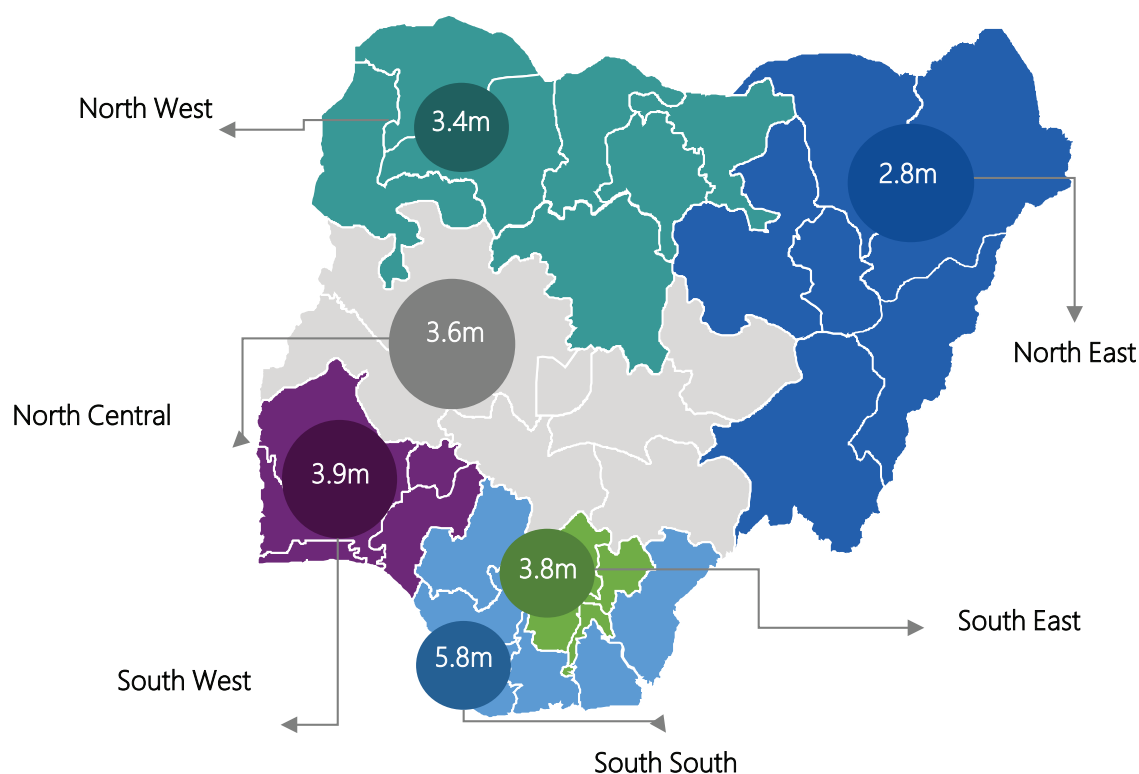 North West
3.4m
2.8m
3.6m
North East
North Central
3.9m
3.8m
South East
5.8m
South West
South South